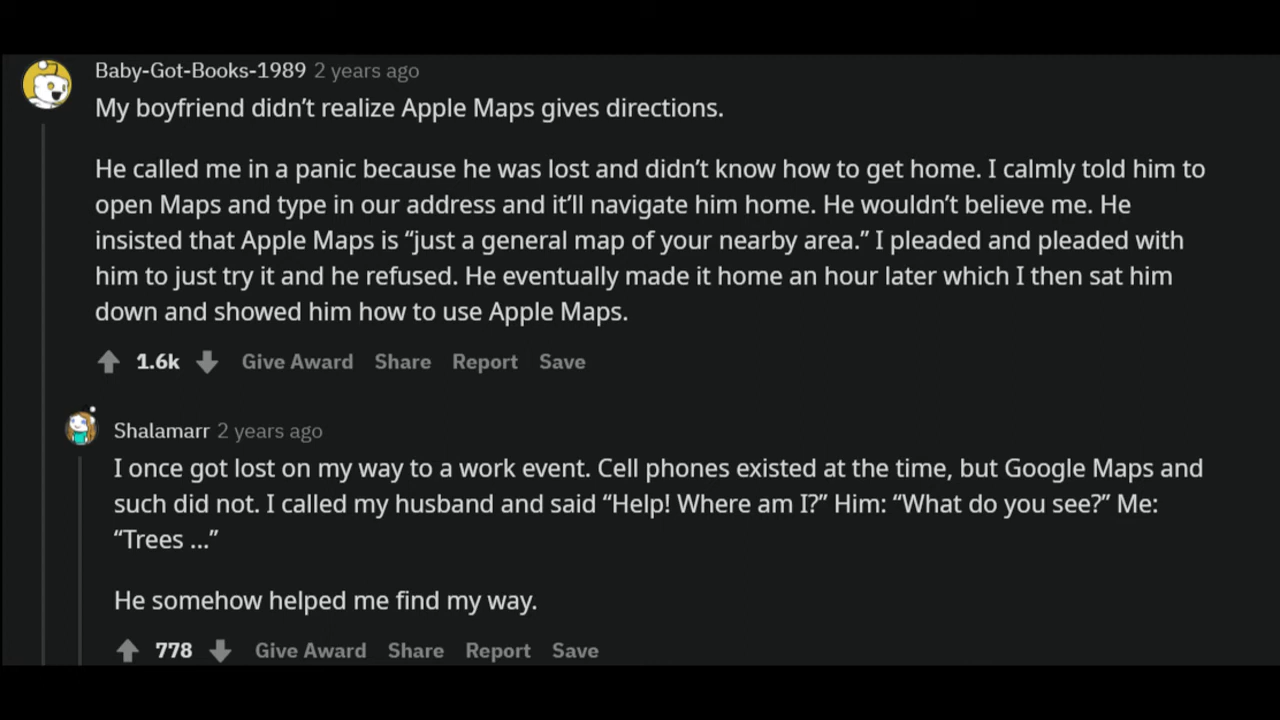 Baby-Got-Books-1989 2 years ago
My boyfriend didn’t realize Apple Maps gives directions.
He called me in a panic because he was lost and didn’t know how to get home. I calmly told him to
open Maps and type in our address and it’ll navigate him home. He wouldn’t believe me. He
insisted that Apple Maps is “just a general map of your nearby area.” I pleaded and pleaded with
him to just try it and he refused. He eventually made it home an hour later which I then sat him
down and showed him how to use Apple Maps.
1.6k Give Award Share Report Save
Shalamarr 2 years ago
I once got lost on my way to a work event. Cell phones existed at the time, but Google Maps and
such did not. I called my husband and said “Help! Where am I?” Him: “What do you see?” Me:
“Trees ...”
He somehow helped me find my way.
778 Give Award Share Report Save